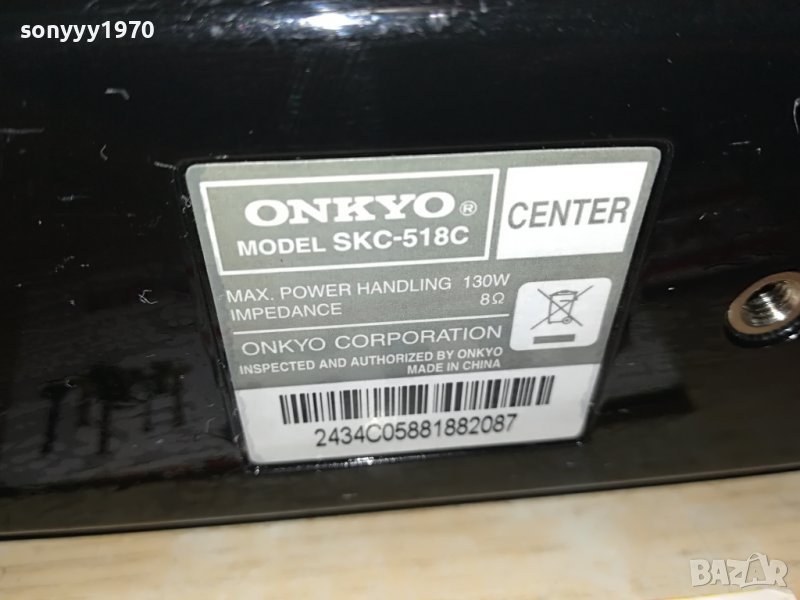 sonyyy1970
ONKYO®
MODEL SKC-518C
CENTER
MAX. POWER HANDLING 130W
IMPEDANCE 8Ω
ONKYO CORPORATION
INSPECTED AND AUTHORIZED BY ONKYO
MADE IN CHINA
2434C05881882087
BAZAR